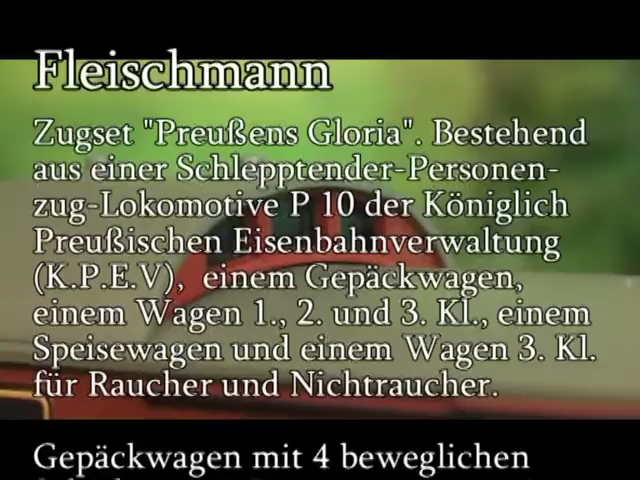 Fleischmann
Zugset "Preußens Gloria". Bestehend
aus einer Schlepptender-Personen-
zug-Lokomotive P 10 der Königlich
Preußischen Eisenbahnverwaltung
(K.P.E.V), einem Gepäckwagen,
einem Wagen 1., 2. und 3. Kl., einem
Speisewagen und einem Wagen 3. Kl.
für Raucher und Nichtraucher.
Gepäckwagen mit 4 beweglichen